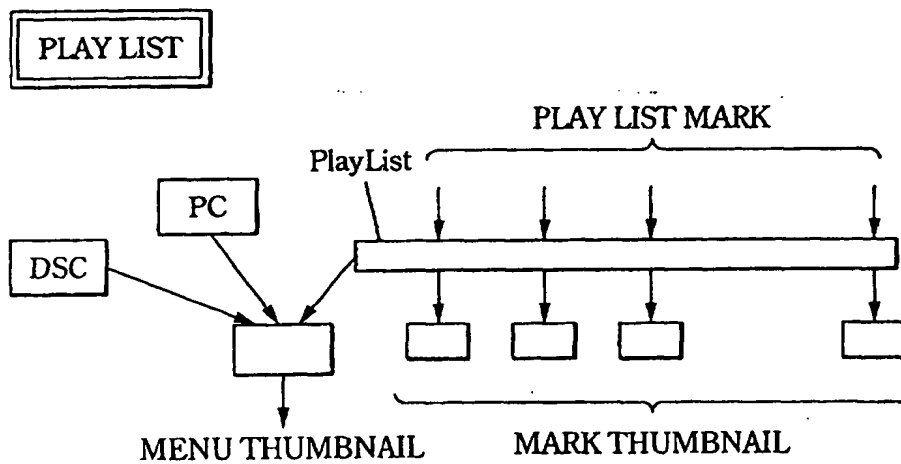 PLAY LIST
PLAY LIST MARK
PlayList
PC
DSC
MENU THUMBNAIL
MARK THUMBNAIL